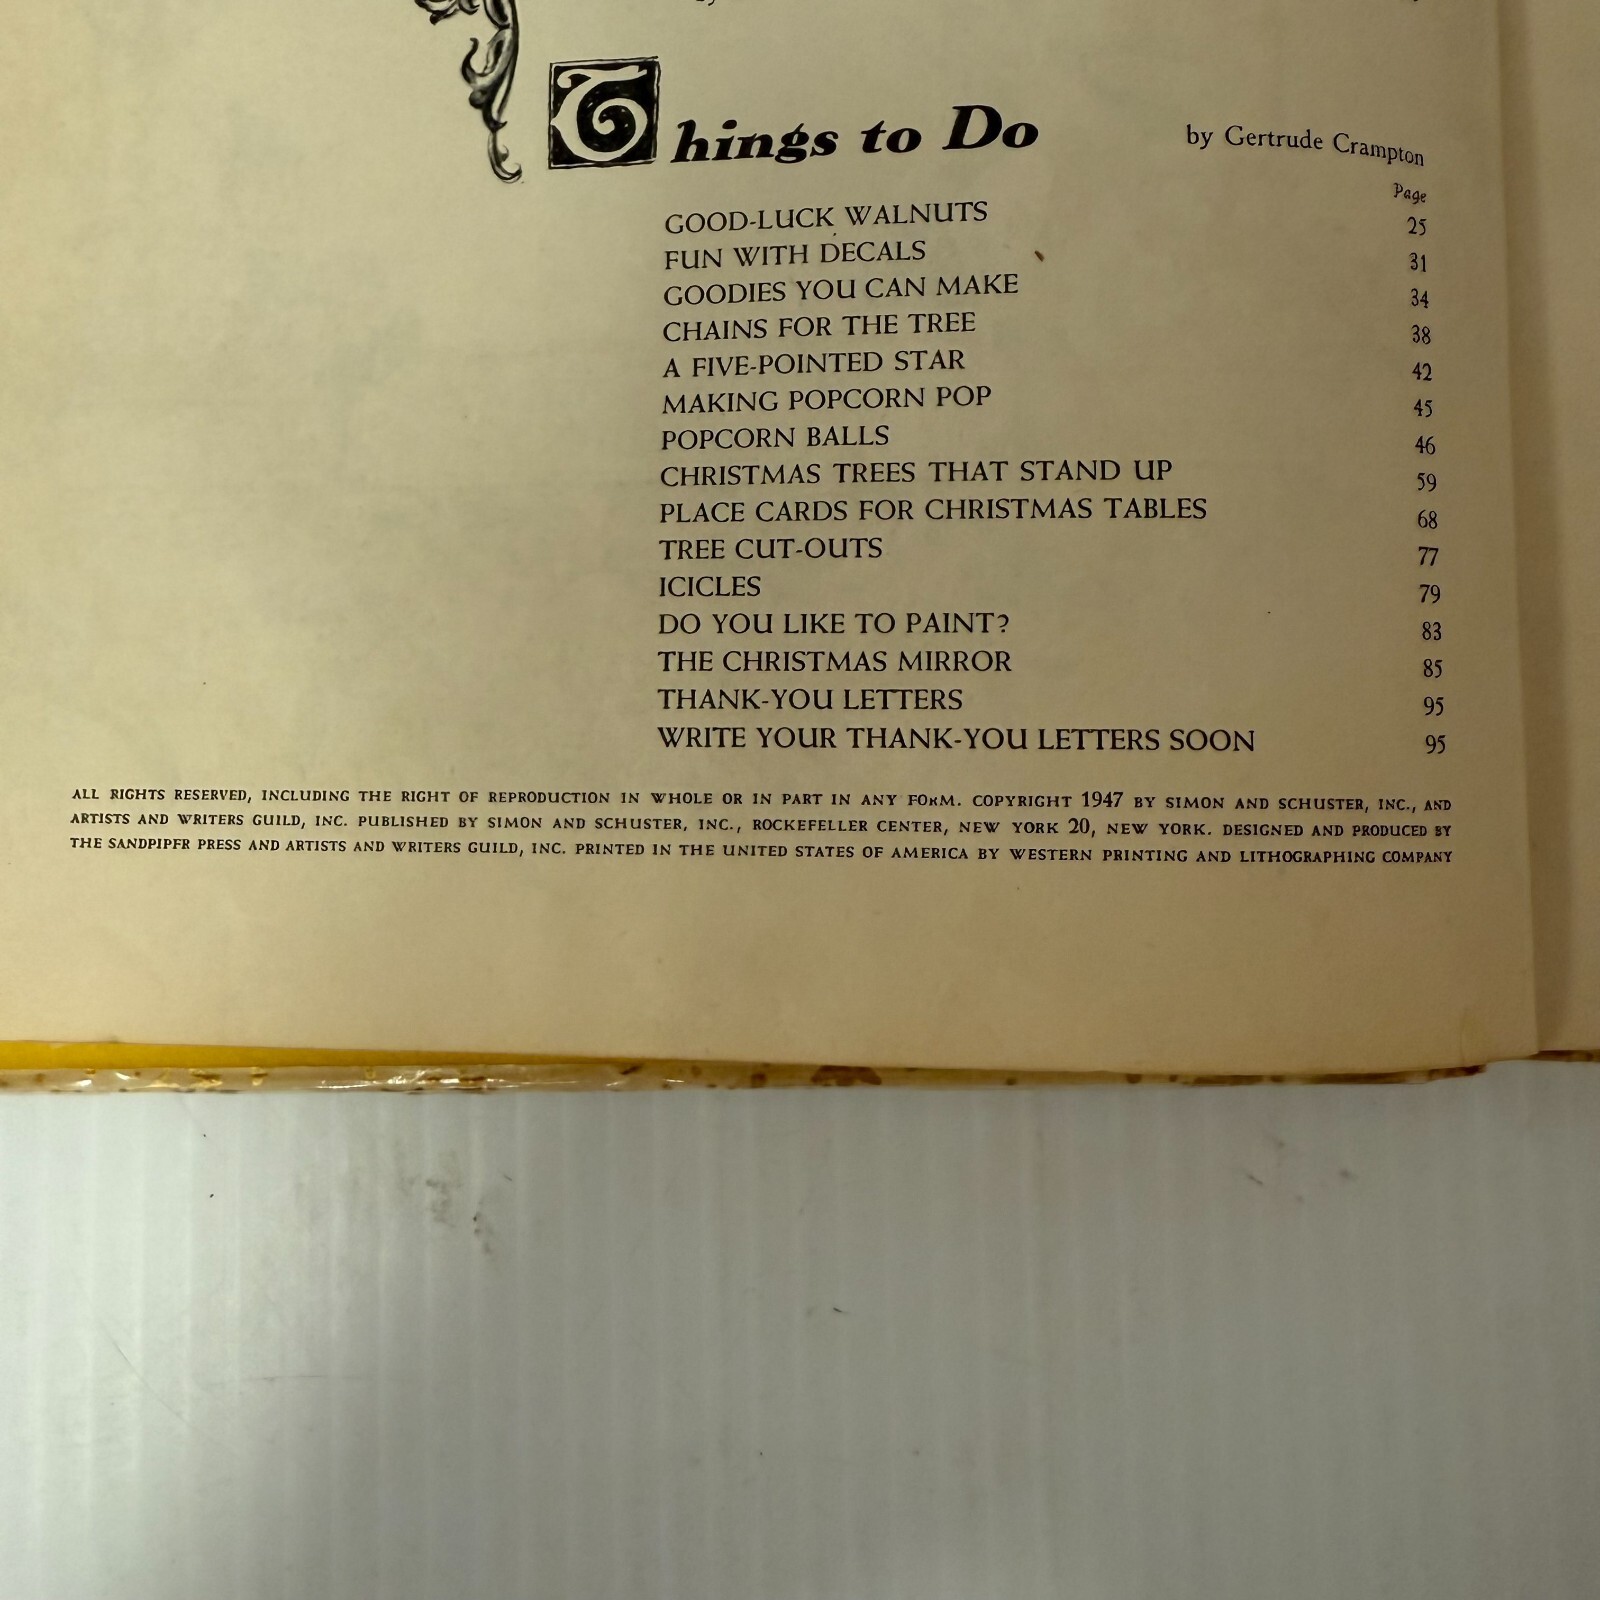 Things to Do
by Gertrude Crampton
Page
GOOD-LUCK WALNUTS 25
FUN WITH DECALS 31
GOODIES YOU CAN MAKE 34
CHAINS FOR THE TREE 38
A FIVE-POINTED STAR 42
MAKING POPCORN POP 45
POPCORN BALLS 46
CHRISTMAS TREES THAT STAND UP 59
PLACE CARDS FOR CHRISTMAS TABLES 68
TREE CUT-OUTS 77
ICICLES 79
DO YOU LIKE TO PAINT? 83
THE CHRISTMAS MIRROR 85
THANK-YOU LETTERS 95
WRITE YOUR THANK-YOU LETTERS SOON 95
ALL RIGHTS RESERVED, INCLUDING THE RIGHT OF REPRODUCTION IN WHOLE OR IN PART IN ANY FORM. COPYRIGHT 1947 BY SIMON AND SCHUSTER, INC., AND
ARTISTS AND WRITERS GUILD, INC. PUBLISHED BY SIMON AND SCHUSTER, INC., ROCKEFELLER CENTER, NEW YORK 20, NEW YORK. DESIGNED AND PRODUCED BY
THE SANDPIPER PRESS AND ARTISTS AND WRITERS GUILD, INC. PRINTED IN THE UNITED STATES OF AMERICA BY WESTERN PRINTING AND LITHOGRAPHING COMPANY